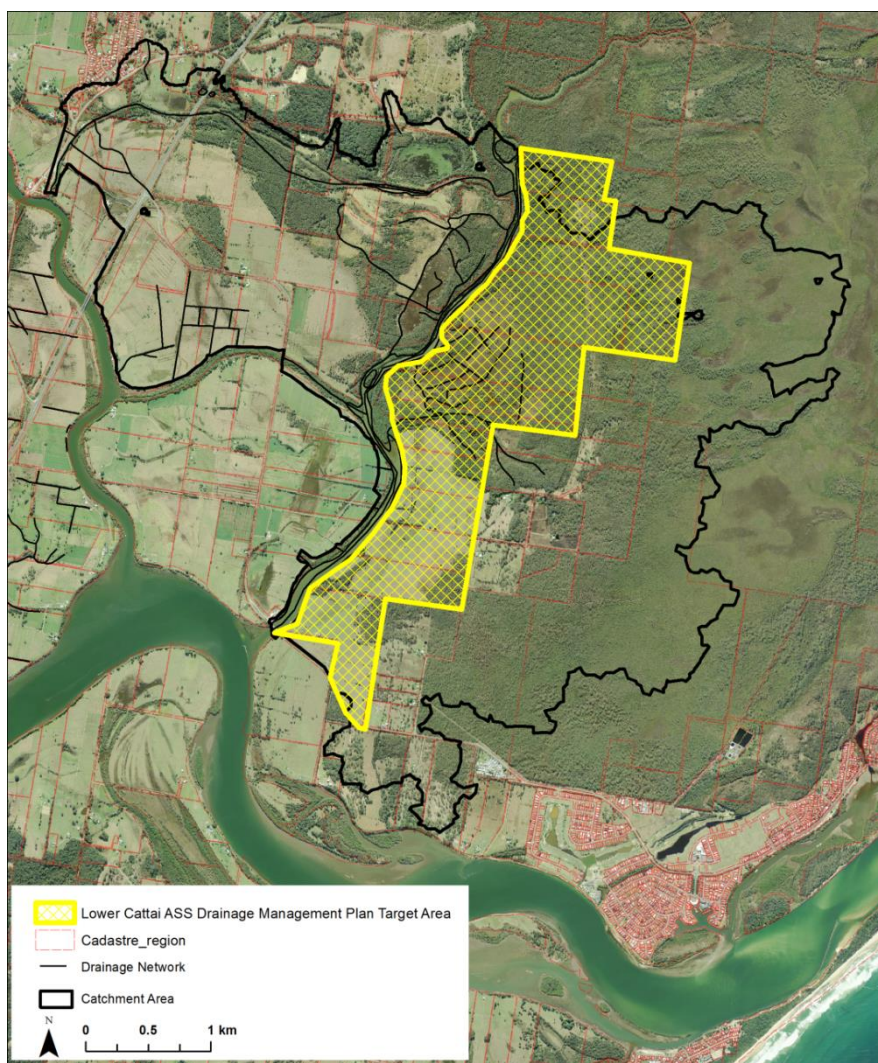 Lower Cattai ASS Drainage Management Plan Target Area
Cadastre_region
Drainage Network
Catchment Area
N
0 0.5 1 km